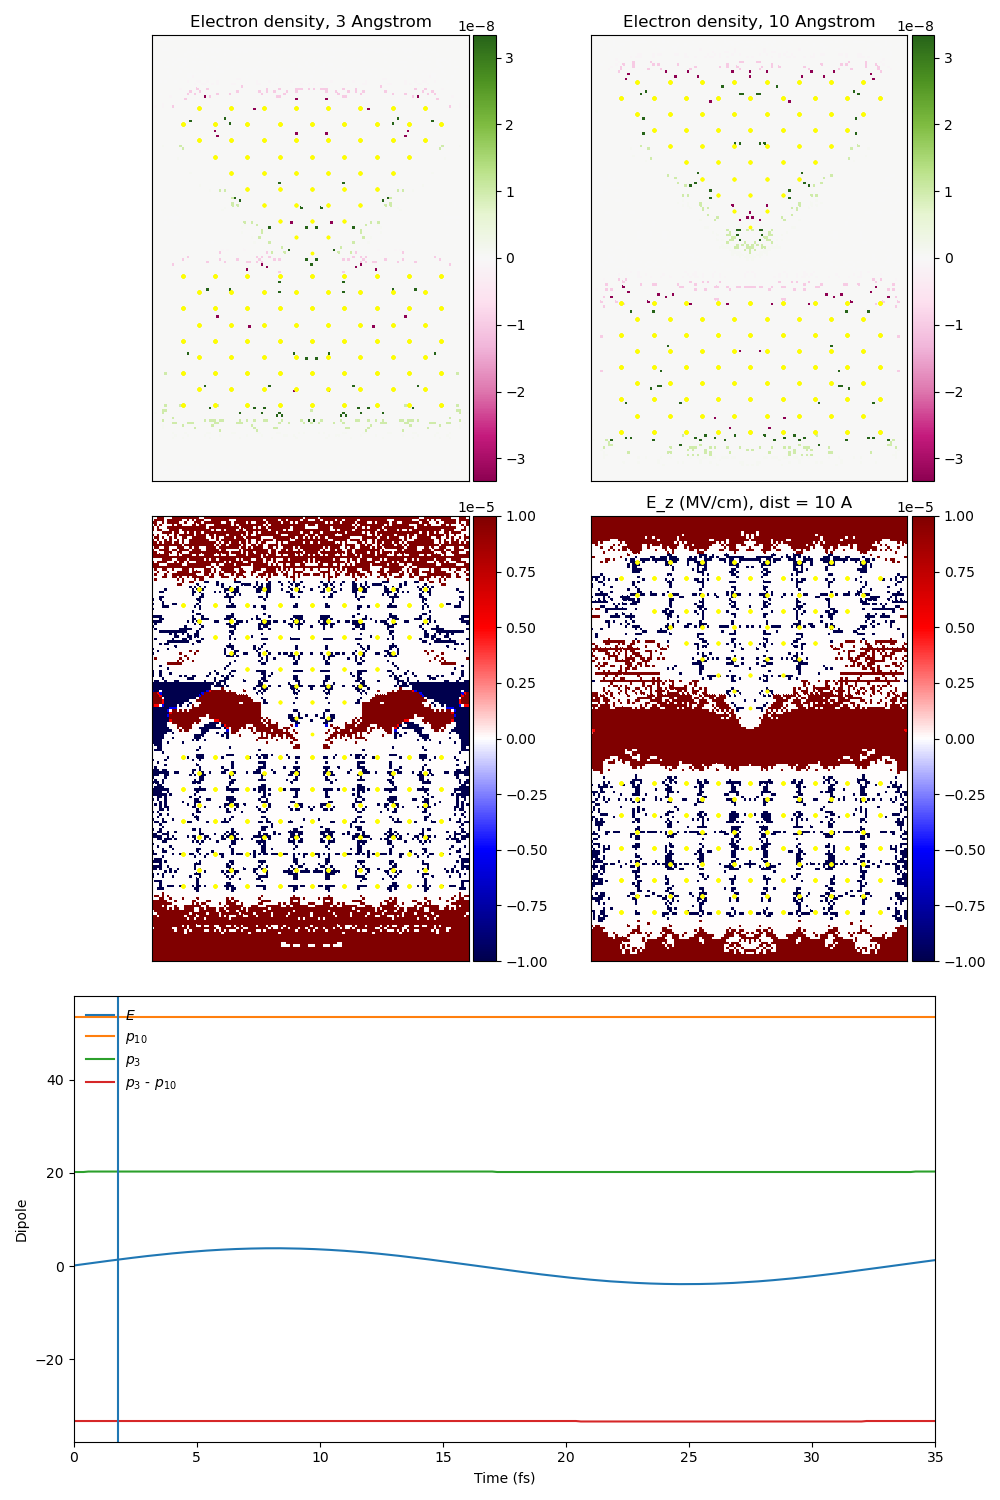 Electron density, 3 Angstrom
1e−8
3
2
1
0
−1
−2
−3
Electron density, 10 Angstrom
1e−8
3
2
1
0
−1
−2
−3
1e−5
1.00
0.75
0.50
0.25
0.00
−0.25
−0.50
−0.75
−1.00
E_z (MV/cm), dist = 10 A
1e−5
1.00
0.75
0.50
0.25
0.00
−0.25
−0.50
−0.75
−1.00
E
p10
p3
p3 - p10
40
20
0
−20
Dipole
0 5 10 15 20 25 30 35
Time (fs)